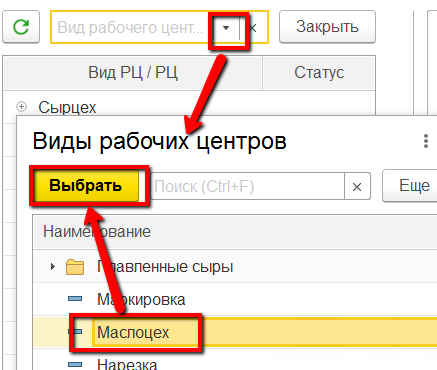 Вид рабочего цент... Закрыть
Вид РЦ / РЦ Статус
Сырцех
Виды рабочих центров
Выбрать Поиск (Ctrl+F) Еще
Наименование
Плавленные сыры
Маркировка
Маслоцех
Нарезка